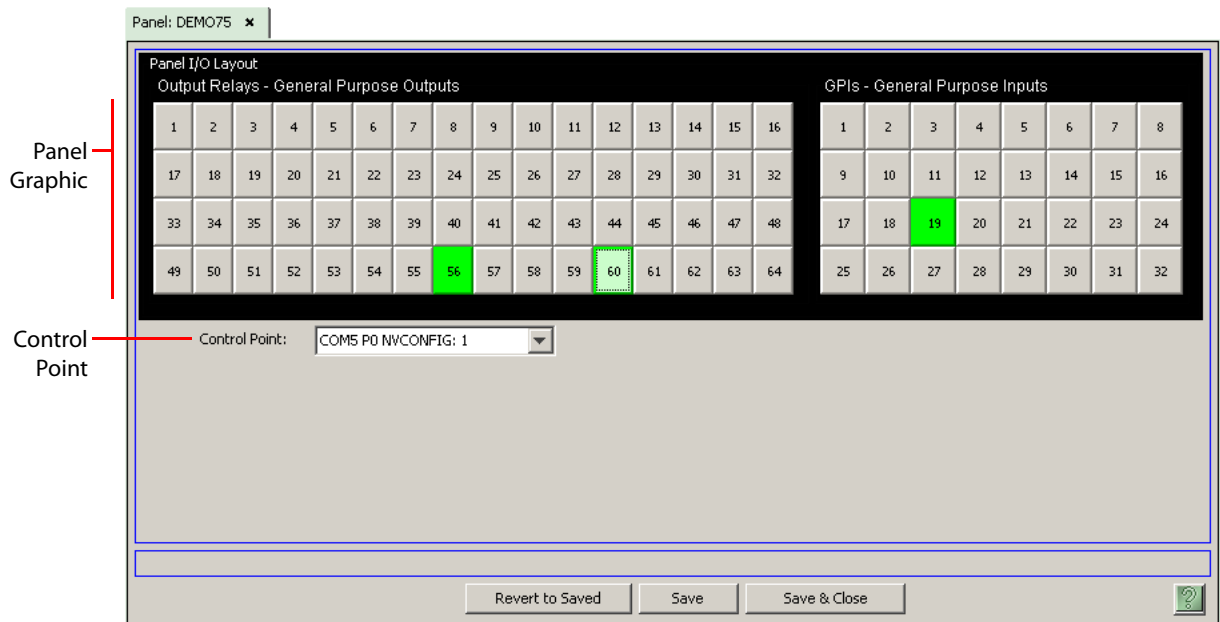 Panel: DEMO75 ×
Panel I/O Layout
Output Relays - General Purpose Outputs
GPIs - General Purpose Inputs
1 2 3 4 5 6 7 8 9 10 11 12 13 14 15 16
1 2 3 4 5 6 7 8
17 18 19 20 21 22 23 24 25 26 27 28 29 30 31 32
9 10 11 12 13 14 15 16
33 34 35 36 37 38 39 40 41 42 43 44 45 46 47 48
17 18 19 20 21 22 23 24
49 50 51 52 53 54 55 56 57 58 59 60 61 62 63 64
25 26 27 28 29 30 31 32
Panel
Graphic
Control
Point
Control Point: COM5 P0 NVCONFIG: 1
Revert to Saved Save Save & Close ?